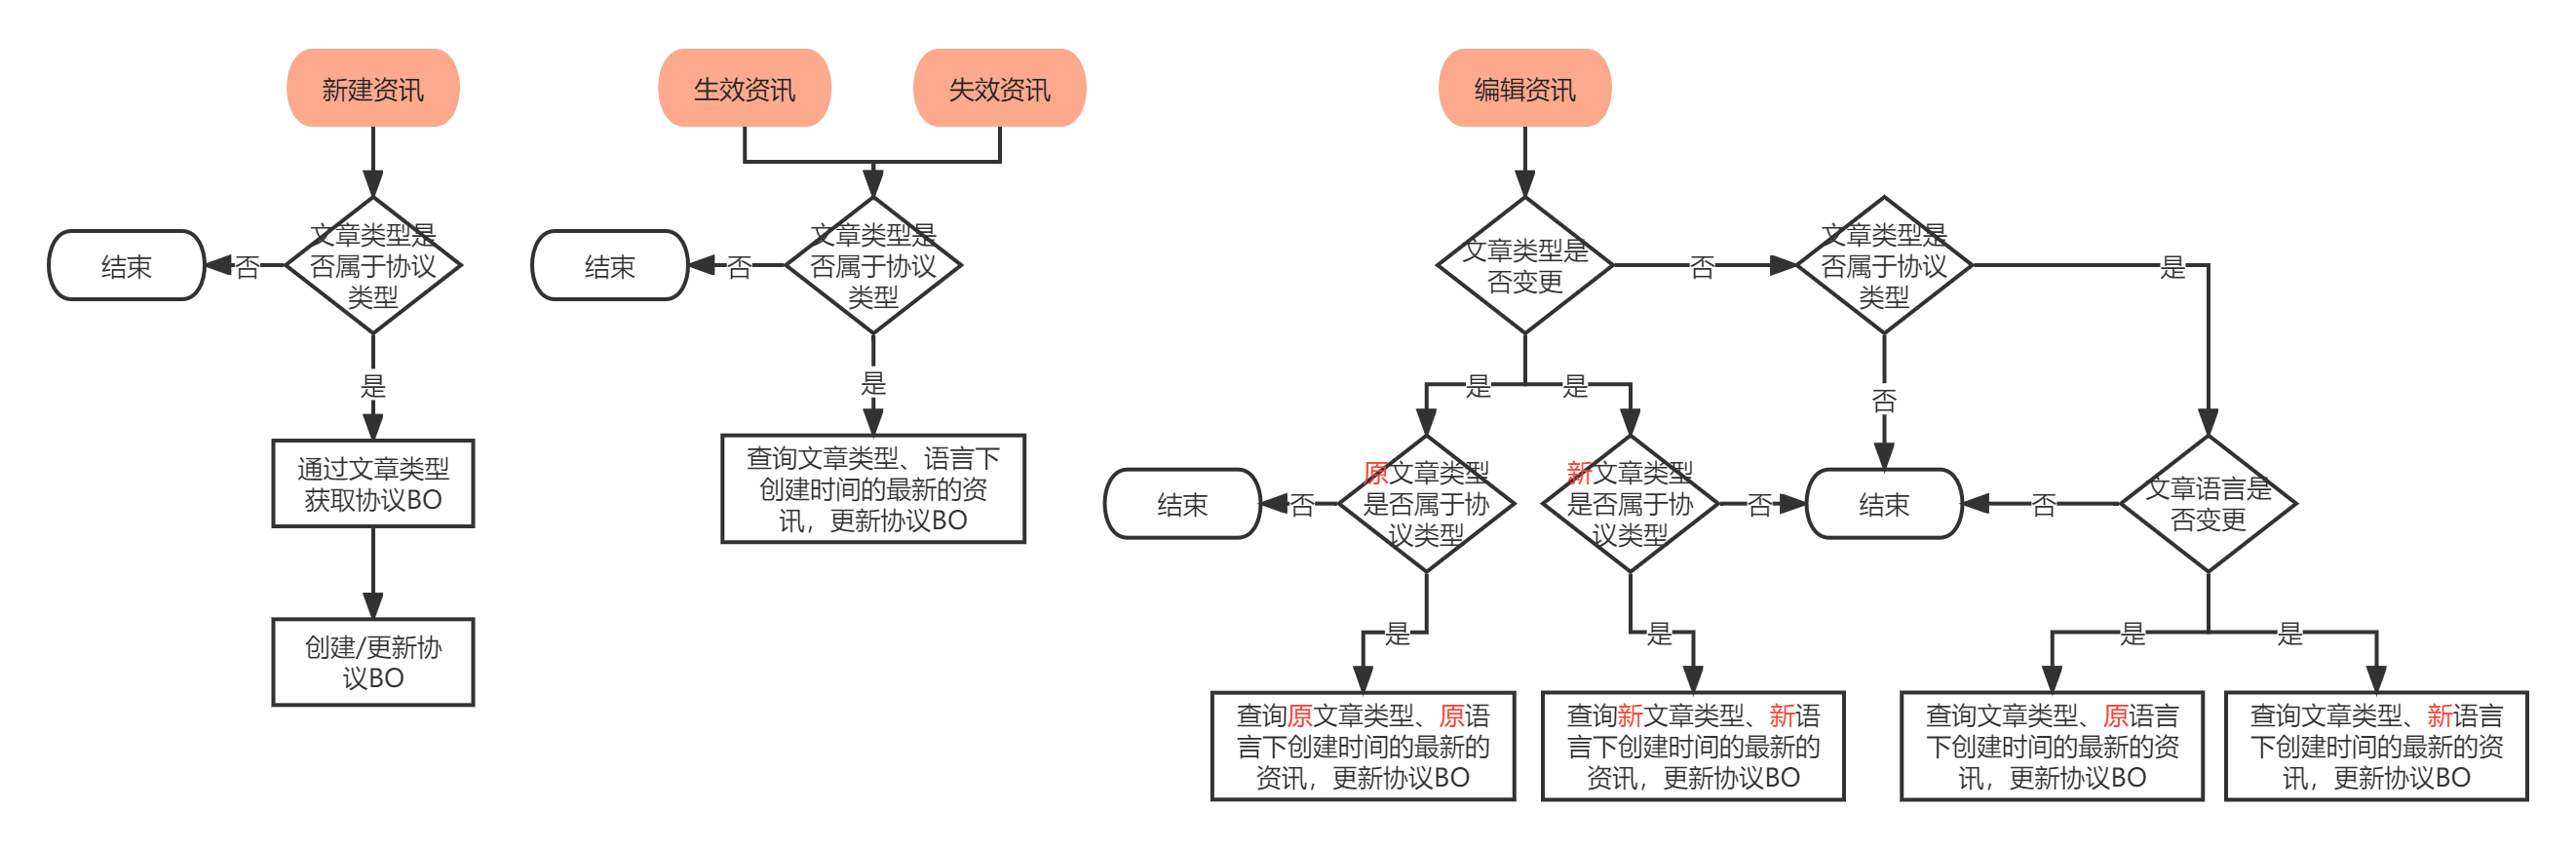 新建资讯
文章类型是
否属于协议
类型
否
结束
是
通过文章类型
获取协议BO
创建/更新协
议BO
生效资讯
失效资讯
文章类型是
否属于协议
类型
否
结束
是
查询文章类型、语言下
创建时间的最新的资
讯，更新协议BO
编辑资讯
文章类型是
否变更
否
文章类型是
否属于协议
类型
是
是
是
否
原文章类型
是否属于协
议类型
否
结束
新文章类型
是否属于协
议类型
否
结束
否
文章语言是
否变更
是
是
是
是
查询原文章类型、原语
言下创建时间的最新的
资讯，更新协议BO
查询新文章类型、新语
言下创建时间的最新的
资讯，更新协议BO
查询文章类型、原语言
下创建时间的最新的资
讯，更新协议BO
查询文章类型、新语言
下创建时间的最新的资
讯，更新协议BO